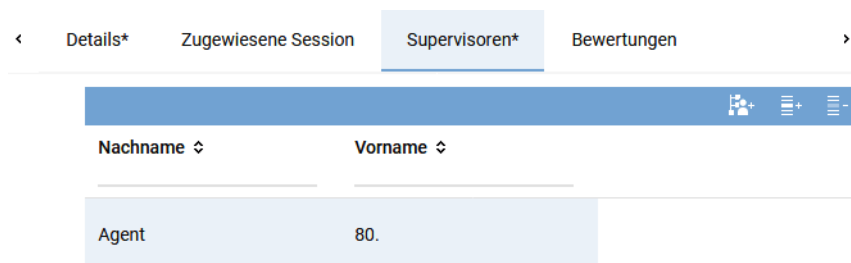 Details* Zugewiesene Session Supervisoren* Bewertungen
Nachname Vorname
Agent 80.